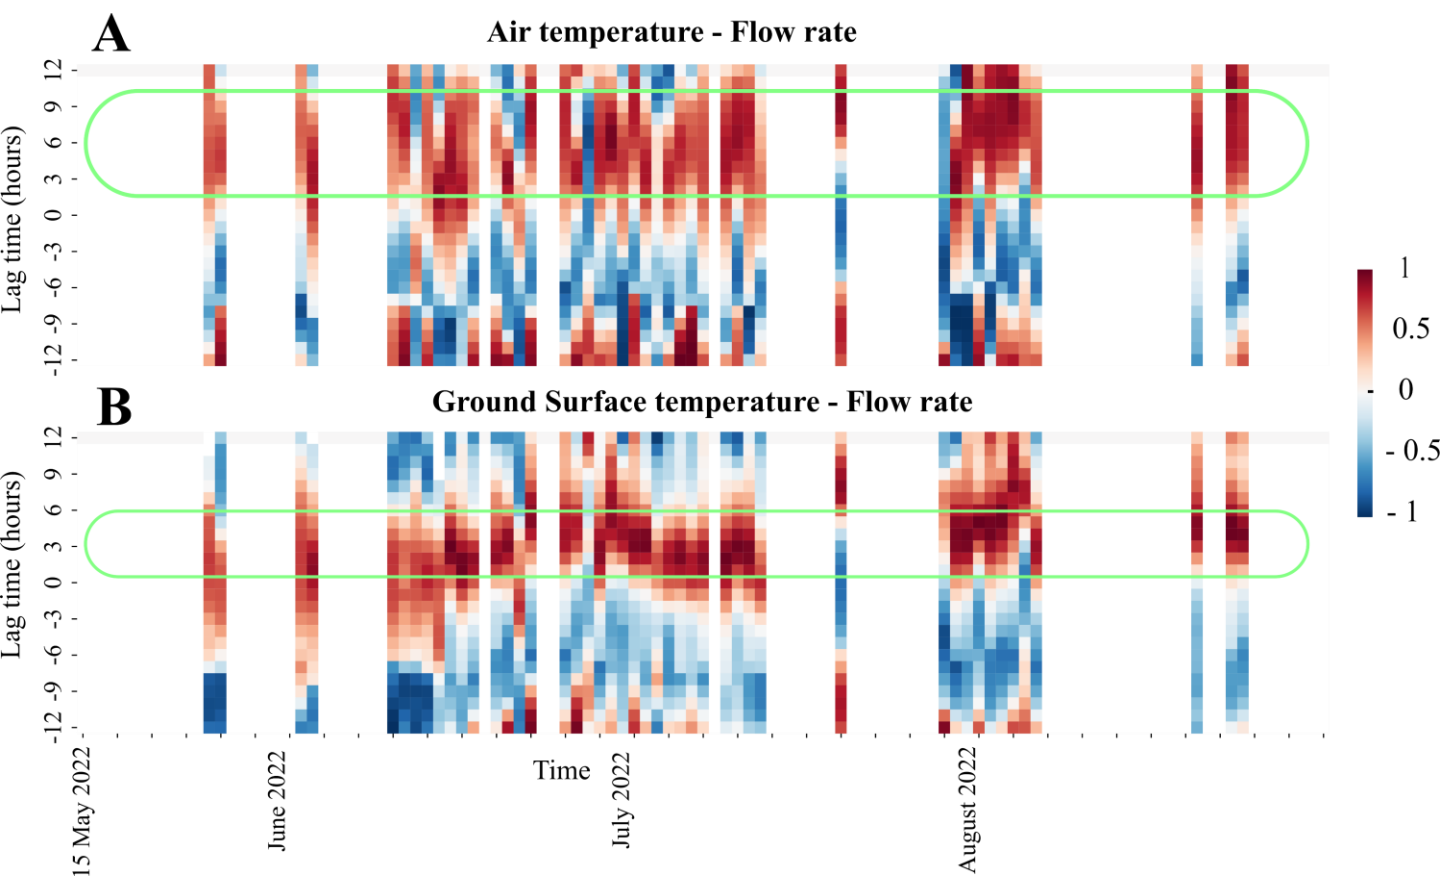 A
Air temperature - Flow rate
Lag time (hours)
12
9
6
3
0
-3
-6
-9
-12
B
Ground Surface temperature - Flow rate
Lag time (hours)
12
9
6
3
0
-3
-6
-9
-12
15 May 2022
June 2022
Time
July 2022
August 2022
1
0.5
0
- 0.5
- 1